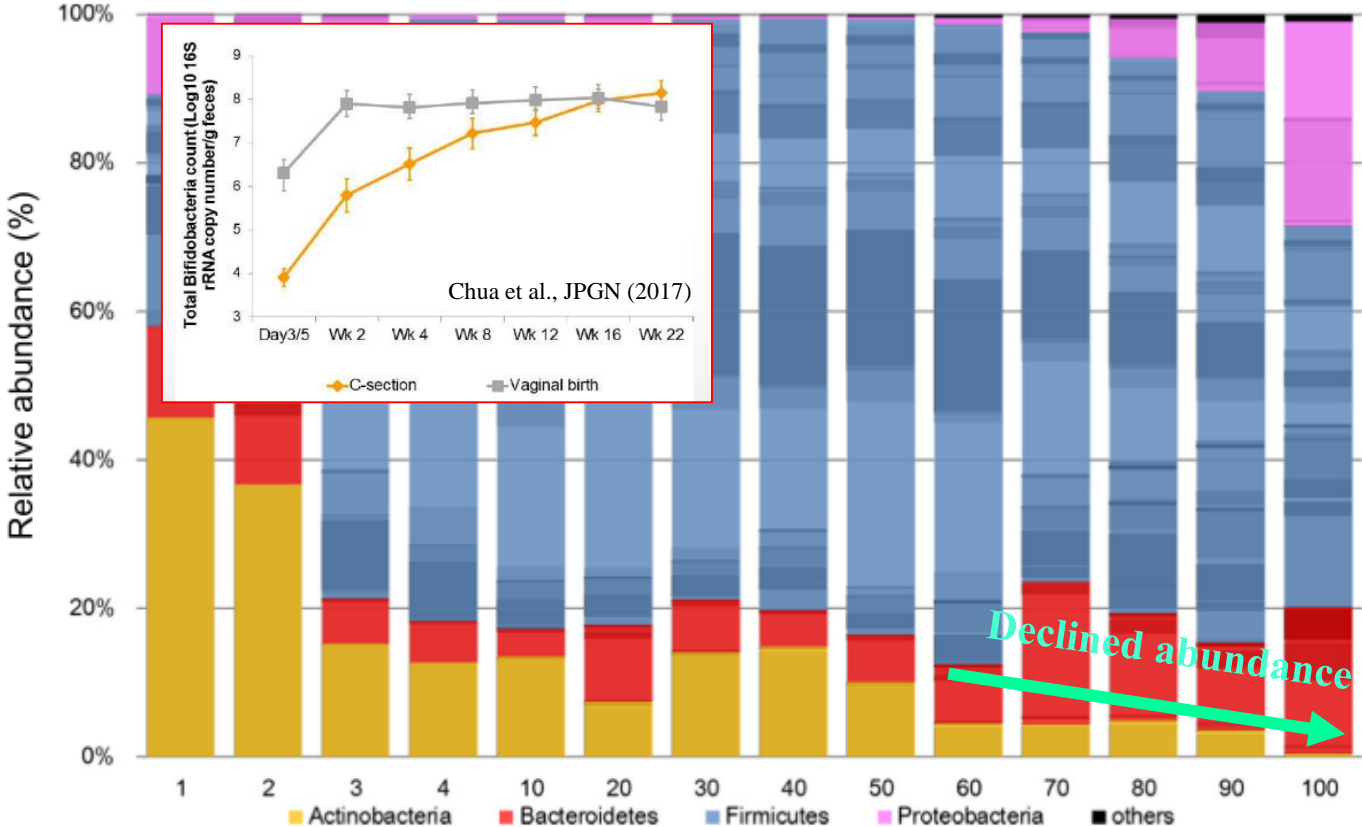 100%
80%
60%
40%
20%
0%
Relative abundance (%)
Total Bifidobacteria count (Log10 16S
rRNA copy number/g feces)
9
8
7
6
5
4
3
Chua et al., JPGN (2017)
Day3/5 Wk 2 Wk 4 Wk 8 Wk 12 Wk 16 Wk 22
C-section Vaginal birth
Declined abundance
1 2 3 4 10 20 30 40 50 60 70 80 90 100
Actinobacteria Bacteroidetes Firmicutes Proteobacteria others